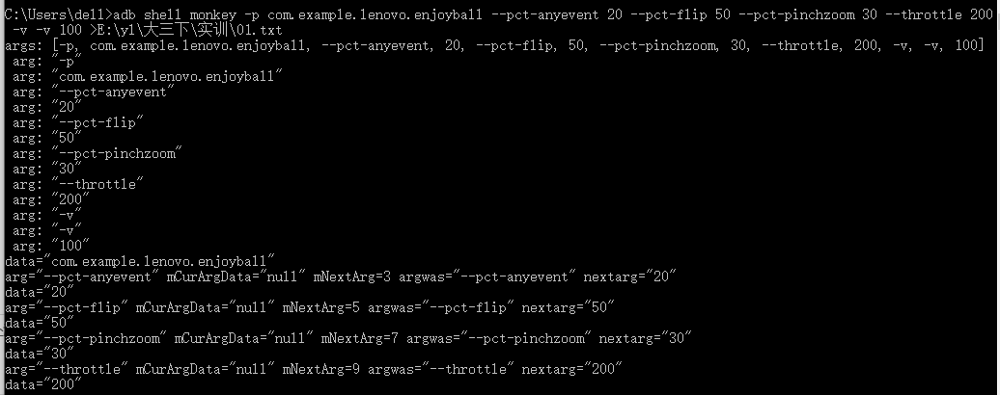 C:\Users\dell>adb shell monkey -p com.example.lenovo.enjoyball --pct-anyevent 20 --pct-flip 50 --pct-pinchzoom 30 --throttle 200
-v -v 100 >E:\yl\大三下\实训\01.txt
args: [-p, com.example.lenovo.enjoyball, --pct-anyevent, 20, --pct-flip, 50, --pct-pinchzoom, 30, --throttle, 200, -v, -v, 100]
arg: "-p"
arg: "com.example.lenovo.enjoyball"
arg: "--pct-anyevent"
arg: "20"
arg: "--pct-flip"
arg: "50"
arg: "--pct-pinchzoom"
arg: "30"
arg: "--throttle"
arg: "200"
arg: "-v"
arg: "-v"
arg: "100"
data="com.example.lenovo.enjoyball"
arg="--pct-anyevent" mCurArgData="null" mNextArg=3 argwas="--pct-anyevent" nextarg="20"
data="20"
arg="--pct-flip" mCurArgData="null" mNextArg=5 argwas="--pct-flip" nextarg="50"
data="50"
arg="--pct-pinchzoom" mCurArgData="null" mNextArg=7 argwas="--pct-pinchzoom" nextarg="30"
data="30"
arg="--throttle" mCurArgData="null" mNextArg=9 argwas="--throttle" nextarg="200"
data="200"